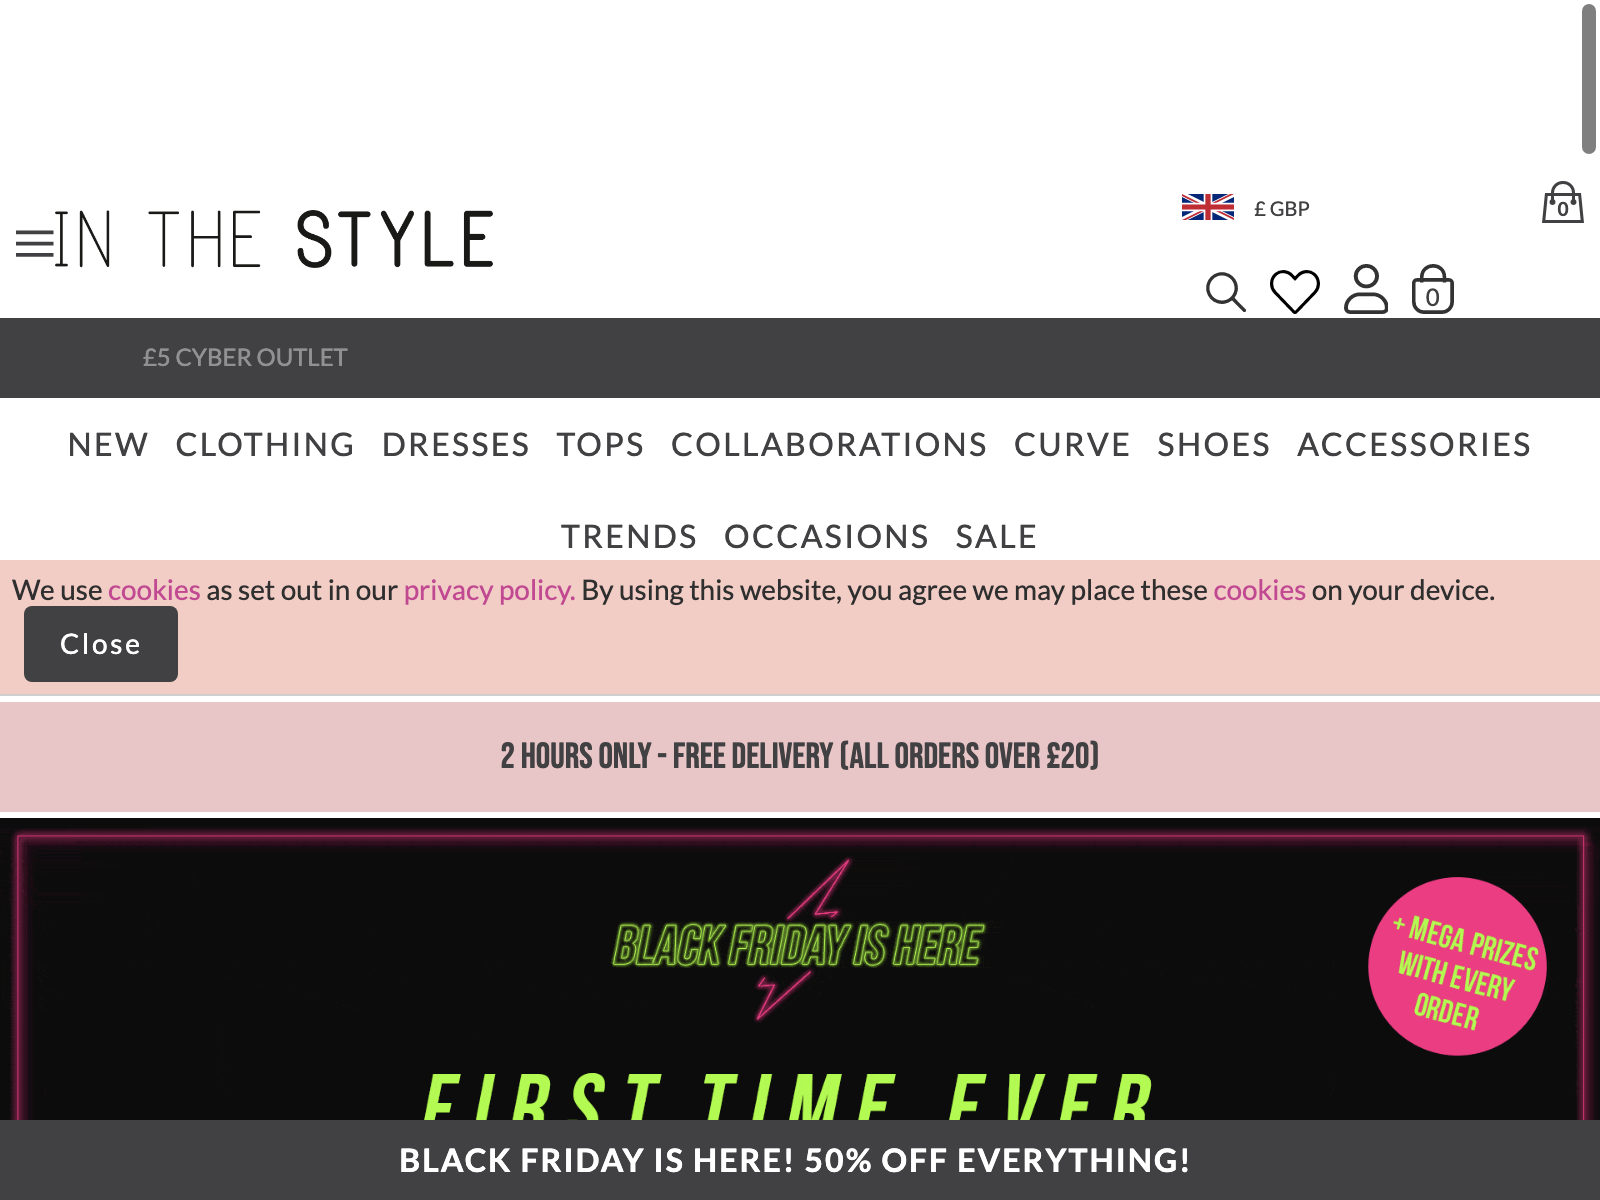 IN THE STYLE
£ GBP
0
0
£5 CYBER OUTLET
NEW CLOTHING DRESSES TOPS COLLABORATIONS CURVE SHOES ACCESSORIES
TRENDS OCCASIONS SALE
We use cookies as set out in our privacy policy. By using this website, you agree we may place these cookies on your device.
Close
2 HOURS ONLY - FREE DELIVERY (ALL ORDERS OVER £20)
BLACK FRIDAY IS HERE
+ MEGA PRIZES
WITH EVERY
ORDER
FIRST TIME EVER
BLACK FRIDAY IS HERE! 50% OFF EVERYTHING!